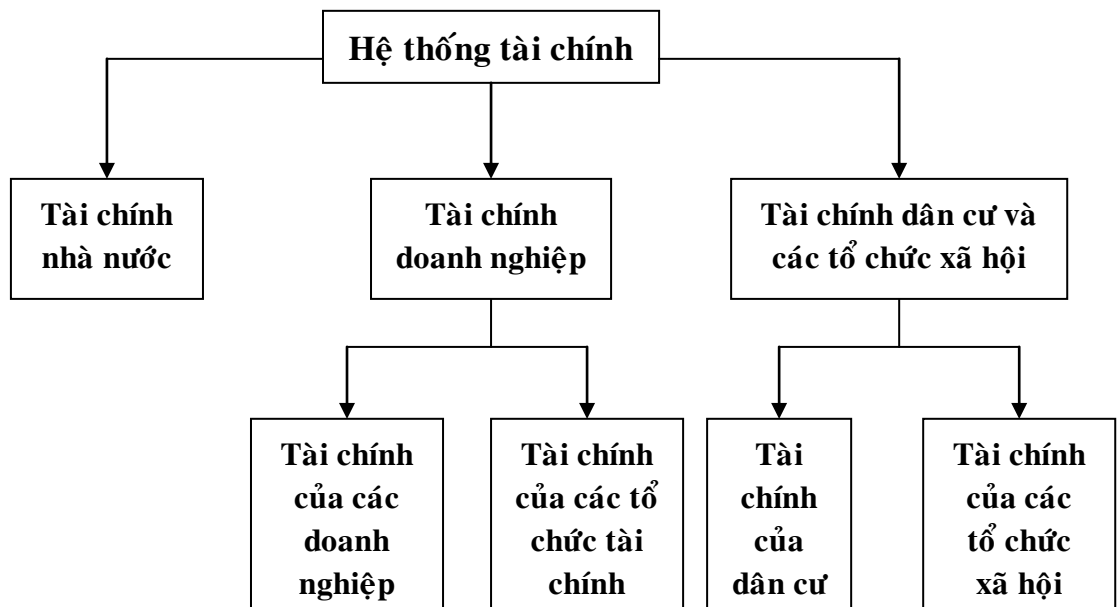 Hệ thống tài chính
Tài chính
nhà nước
Tài chính
doanh nghiệp
Tài chính dân cư và
các tổ chức xã hội
Tài chính
của các
doanh
nghiệp
Tài chính
của các tổ
chức tài
chính
Tài
chính
của
dân cư
Tài chính
của các
tổ chức
xã hội